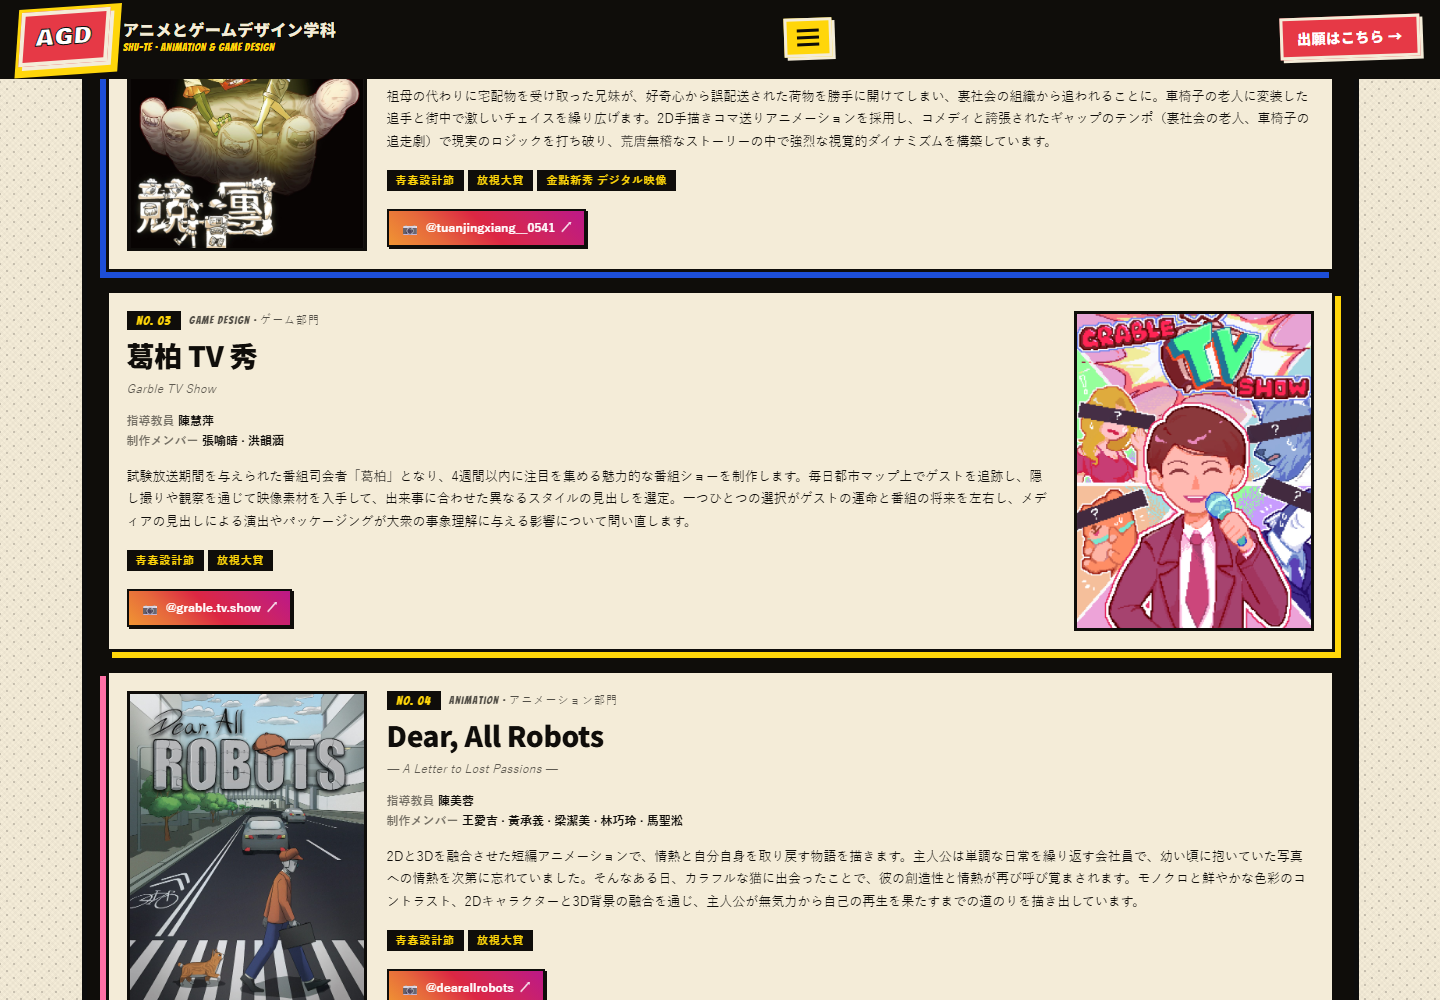 AGD
アニメとゲームデザイン学科
SHU-TE · ANIMATION & GAME DESIGN
出願はこちら →
祖母の代わりに宅配物を受け取った兄妹が、好奇心から誤配送された荷物を勝手に開けてしまい、裏社会の組織から追われることに。車椅子の老人に変装した
追手と街中で激しいチェイスを繰り広げます。2D手描きコマ送りアニメーションを採用し、コメディと誇張されたギャップのテンポ（裏社会の老人、車椅子の
追走劇）で現実のロジックを打ち破り、荒唐無稽なストーリーの中で強烈な視覚的ダイナミズムを構築しています。
青春設計節
放視大賞
金點新秀 デジタル映像
@tuanjingxiang__0541 ↗
NO. 03
GAME DESIGN · ゲーム部門
葛柏 TV 秀
Garble TV Show
指導教員 陳慧萍
制作メンバー 張喻晴 · 洪韻涵
試験放送期間を与えられた番組司会者「葛柏」となり、4週間以内に注目を集める魅力的な番組ショーを制作します。毎日都市マップ上でゲストを追跡し、隠
し撮りや観察を通じて映像素材を入手して、出来事に合わせた異なるスタイルの見出しを選定。一つひとつの選択がゲストの運命と番組の将来を左右し、メデ
ィアの見出しによる演出やパッケージングが大衆の事象理解に与える影響について問い直します。
青春設計節
放視大賞
@grable.tv.show ↗
GRABLE
TV
SHOW
?
?
?
?
Dear, All
ROBOTS
NO. 04
ANIMATION · アニメーション部門
Dear, All Robots
— A Letter to Lost Passions —
指導教員 陳美蓉
制作メンバー 王愛吉 · 黃承義 · 梁潔美 · 林巧玲 · 馬聖淞
2Dと3Dを融合させた短編アニメーションで、情熱と自分自身を取り戻す物語を描きます。主人公は単調な日常を繰り返す会社員で、幼い頃に抱いていた写真
への情熱を次第に忘れていました。そんなある日、カラフルな猫に出会ったことで、彼の創造性と情熱が再び呼び覚まされます。モノクロと鮮やかな色彩のコ
ントラスト、2Dキャラクターと3D背景の融合を通じ、主人公が無気力から自己の再生を果たすまでの道のりを描き出しています。
青春設計節
放視大賞
@dearallrobots ↗